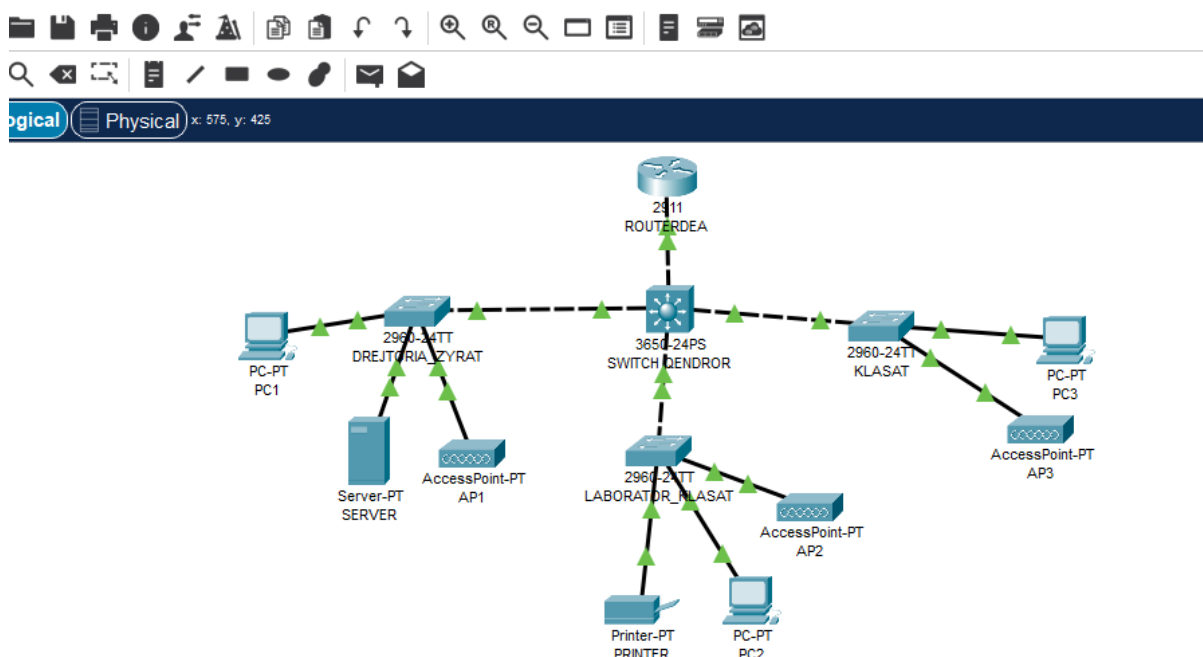 Physical x: 575, y: 425
2911
ROUTERDEA
3650-24PS
SWITCH QENDROR
2960-24TT
DREJTORIA_ZYRAT
2960-24TT
KLASAT
PC-PT
PC1
PC-PT
PC3
Server-PT
SERVER
AccessPoint-PT
AP1
2960-24TT
LABORATOR_KLASAT
AccessPoint-PT
AP3
AccessPoint-PT
AP2
Printer-PT
PRINTER
PC-PT
PC2